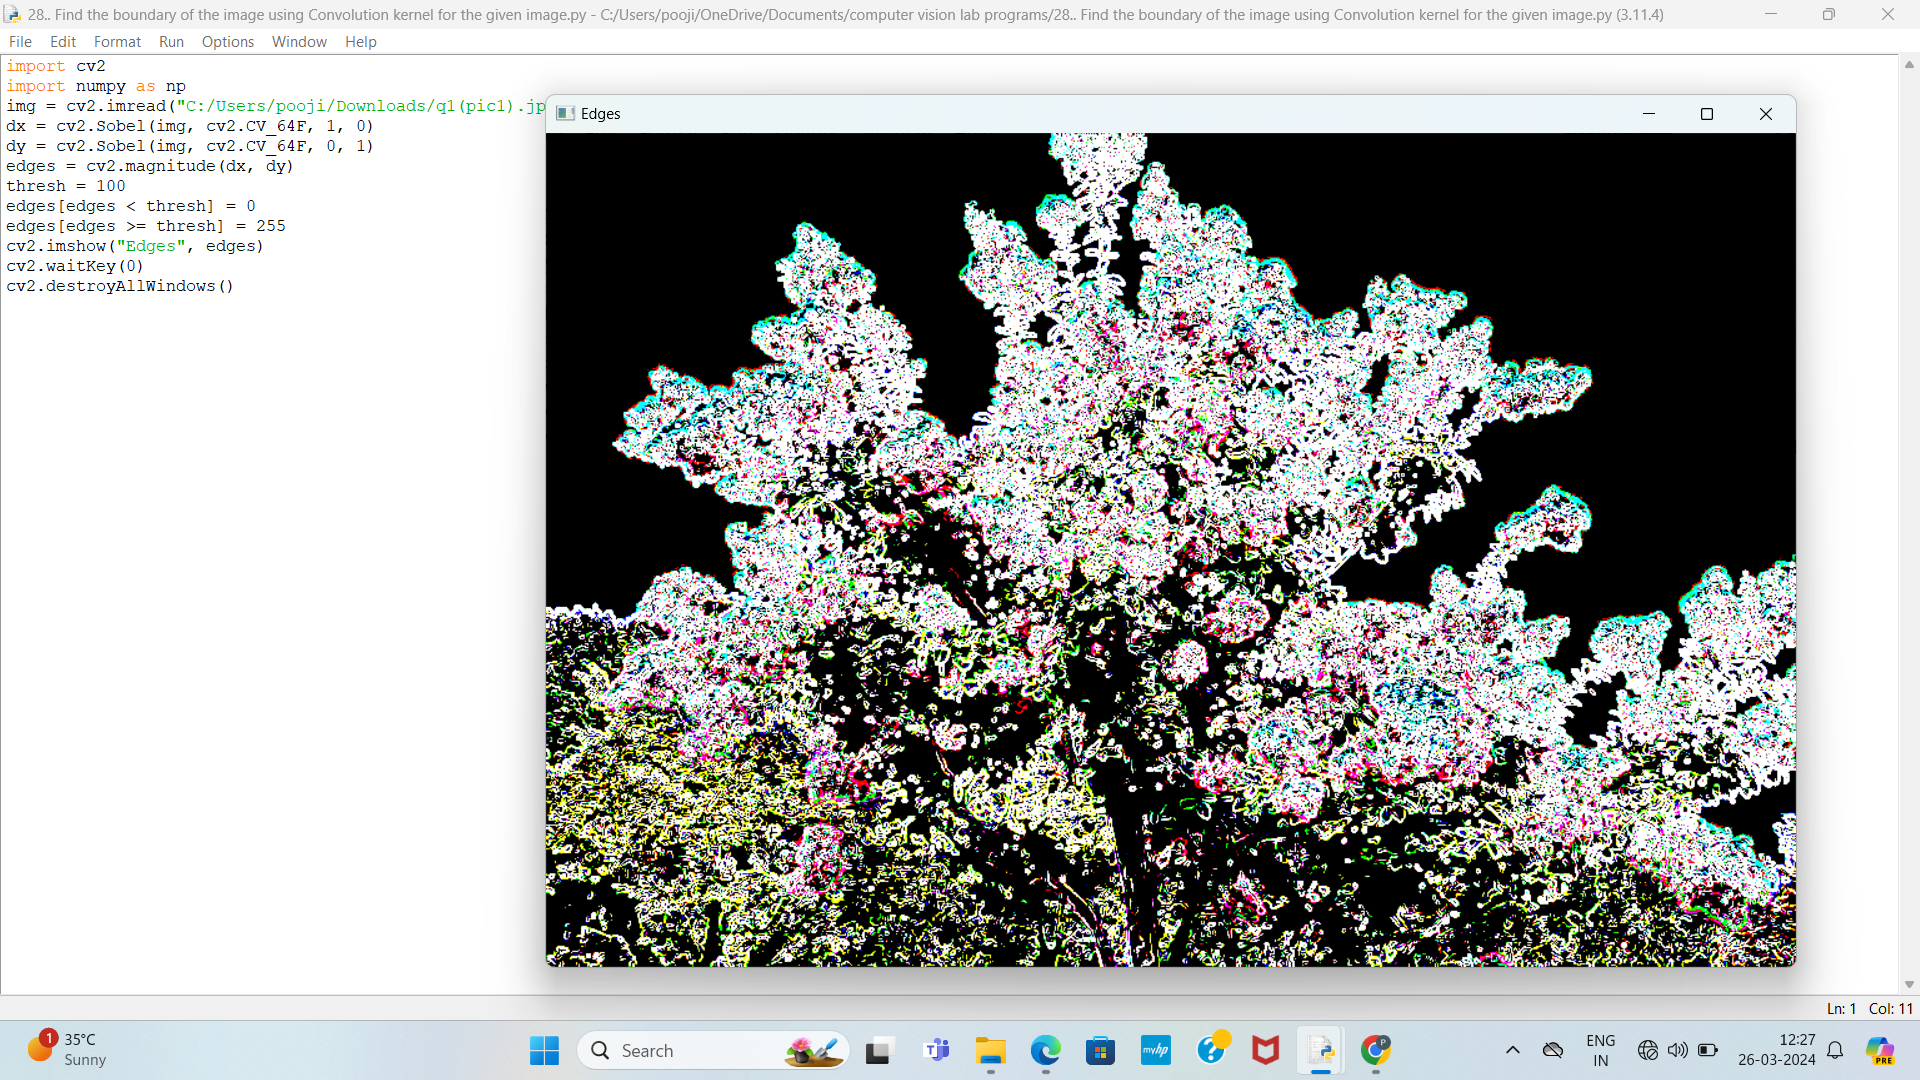 28.. Find the boundary of the image using Convolution kernel for the given image.py - C:/Users/pooji/OneDrive/Documents/computer vision lab programs/28.. Find the boundary of the image using Convolution kernel for the given image.py (3.11.4)
File Edit Format Run Options Window Help
import cv2
import numpy as np
img = cv2.imread("C:/Users/pooji/Downloads/q1(pic1).jp
dx = cv2.Sobel(img, cv2.CV_64F, 1, 0)
dy = cv2.Sobel(img, cv2.CV_64F, 0, 1)
edges = cv2.magnitude(dx, dy)
thresh = 100
edges[edges < thresh] = 0
edges[edges >= thresh] = 255
cv2.imshow("Edges", edges)
cv2.waitKey(0)
cv2.destroyAllWindows()
Edges
Ln: 1 Col: 11
1
35°C
Sunny
Search
T
myhp
?
P
ENG
IN
12:27
26-03-2024
PRE